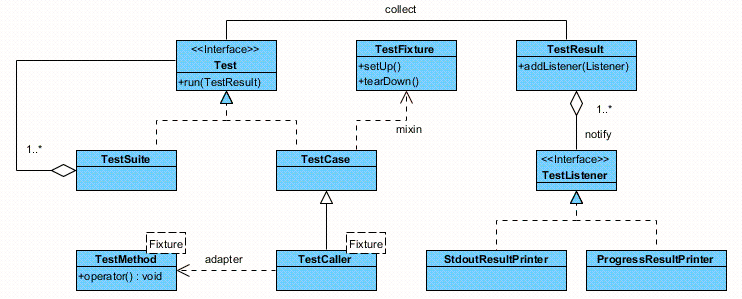 collect
<<Interface>>
Test
+run(TestResult)
TestFixture
+setUp()
+tearDown()
TestResult
+addListener(Listener)
1..*
mixin
notify
1..*
TestSuite
TestCase
<<Interface>>
TestListener
Fixture
TestMethod
+operator() : void
adapter
Fixture
TestCaller
StdoutResultPrinter
ProgressResultPrinter